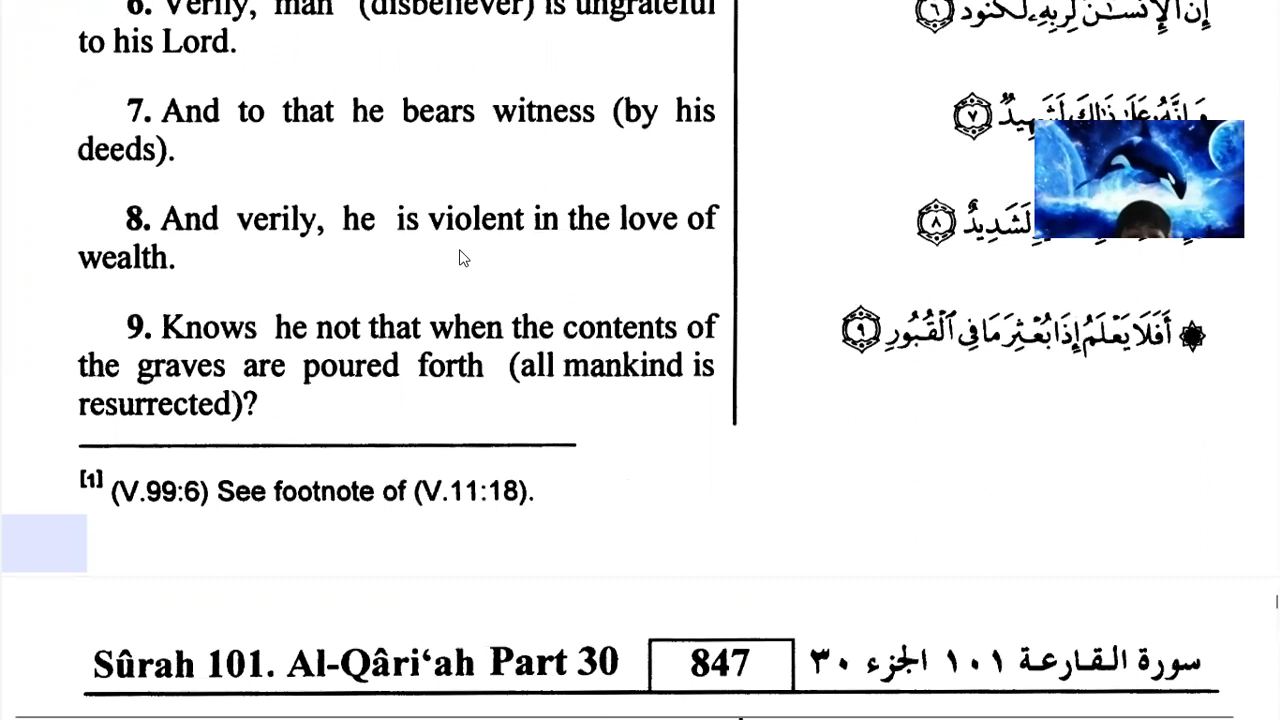 6. Verily, man (disbeliever) is ungrateful
to his Lord.
إِنَّ ٱلْإِنسَـٰنَ لِرَبِّهِۦ لَكَنُودٌ ٦
7. And to that he bears witness (by his
deeds).
وَإِنَّهُۥ عَلَىٰ ذَٰلِكَ لَشَهِيدٌ ٧
8. And verily, he is violent in the love of
wealth.
لَشَدِيدٌ ٨
9. Knows he not that when the contents of
the graves are poured forth (all mankind is
resurrected)?
۞ أَفَلَا يَعْلَمُ إِذَا بُعْثِرَ مَا فِى ٱلْقُبُورِ ٩
[1] (V.99:6) See footnote of (V.11:18).
Sûrah 101. Al-Qâri‘ah Part 30
847
سورة القارعة ١٠١ الجزء ٣٠